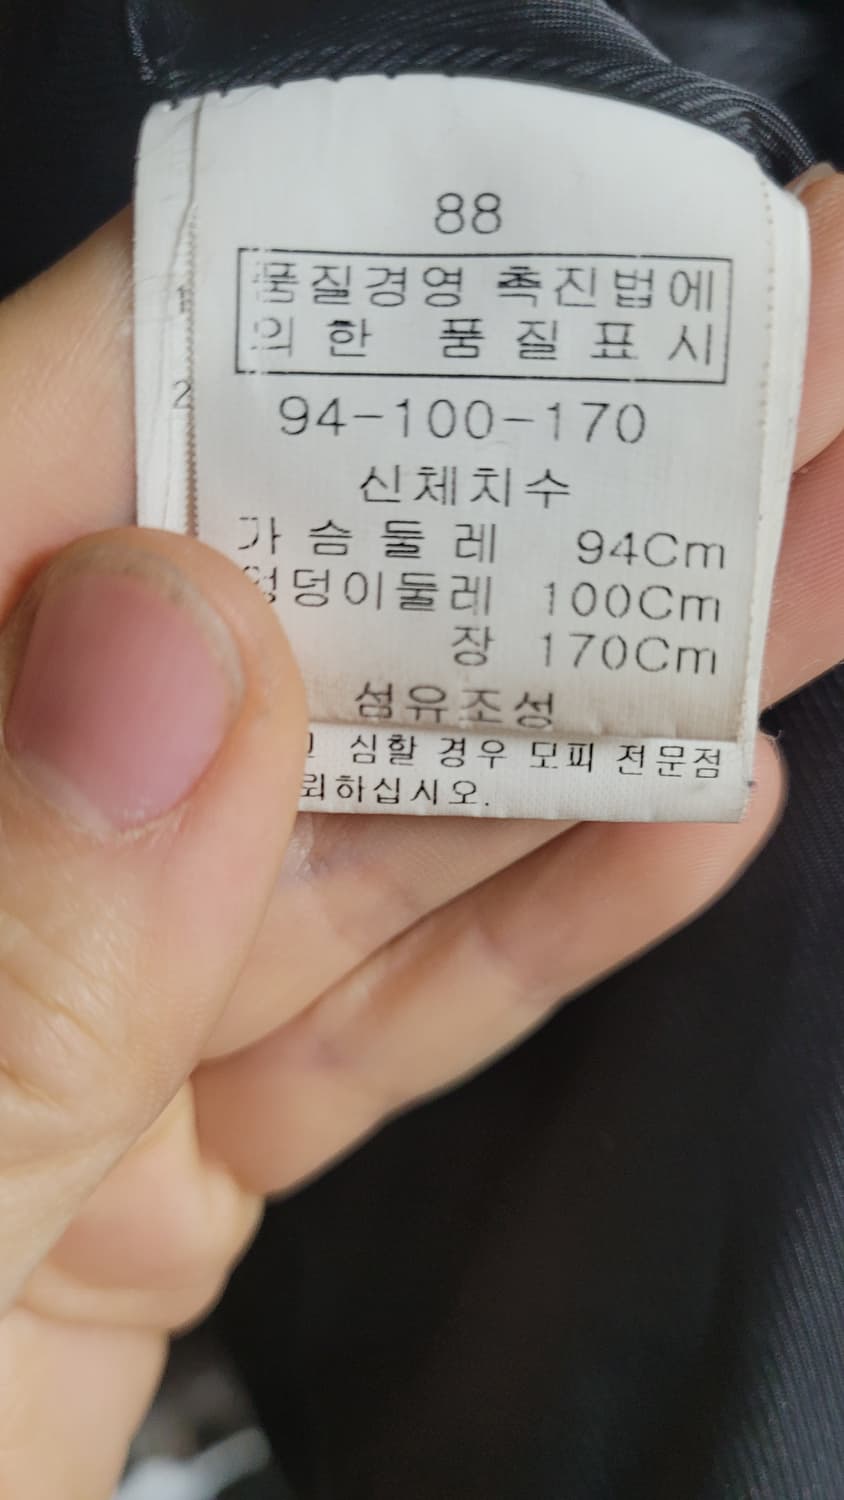 88
품질경영 촉진법에
의한 품질표시
94-100-170
신체치수
가슴둘레 94Cm
엉덩이둘레 100Cm
장 170Cm
섬유조성
심할 경우 모피 전문점
뢰하십시오.
2